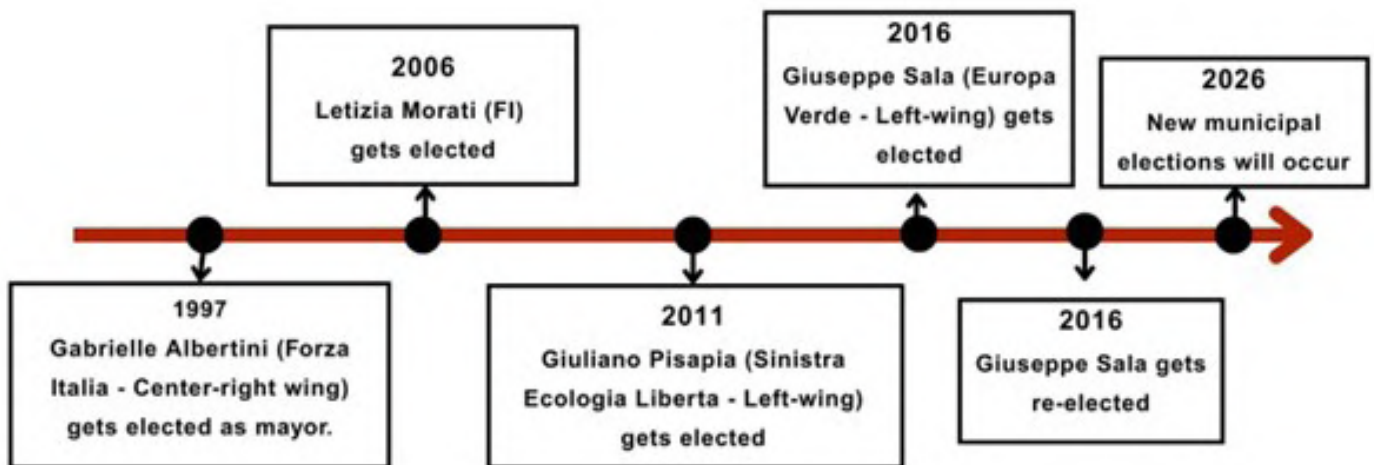 1997
Gabrielle Albertini (Forza
Italia - Center-right wing)
gets elected as mayor.
2006
Letizia Morati (FI)
gets elected
2011
Giuliano Pisapia (Sinistra
Ecologia Liberta - Left-wing)
gets elected
2016
Giuseppe Sala (Europa
Verde - Left-wing) gets
elected
2016
Giuseppe Sala gets
re-elected
2026
New municipal
elections will occur